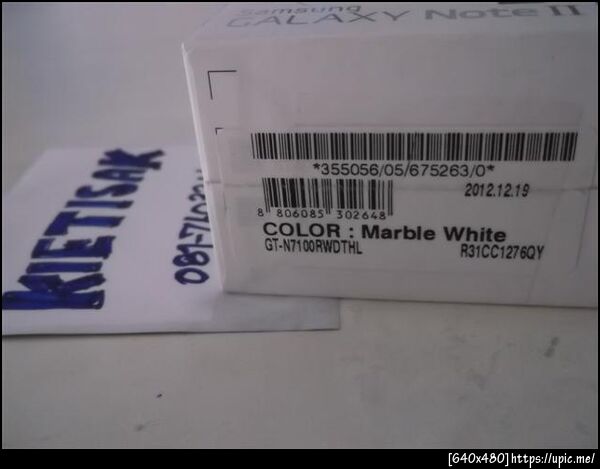 Samsung
GALAXY Note II
*355056/05/675263/0*
2012.12.19
8 806085 302648
COLOR : Marble White
GT-N7100RWDTHL
R31CC1276QY
KIETISAK
[640x480]https://upic.me/